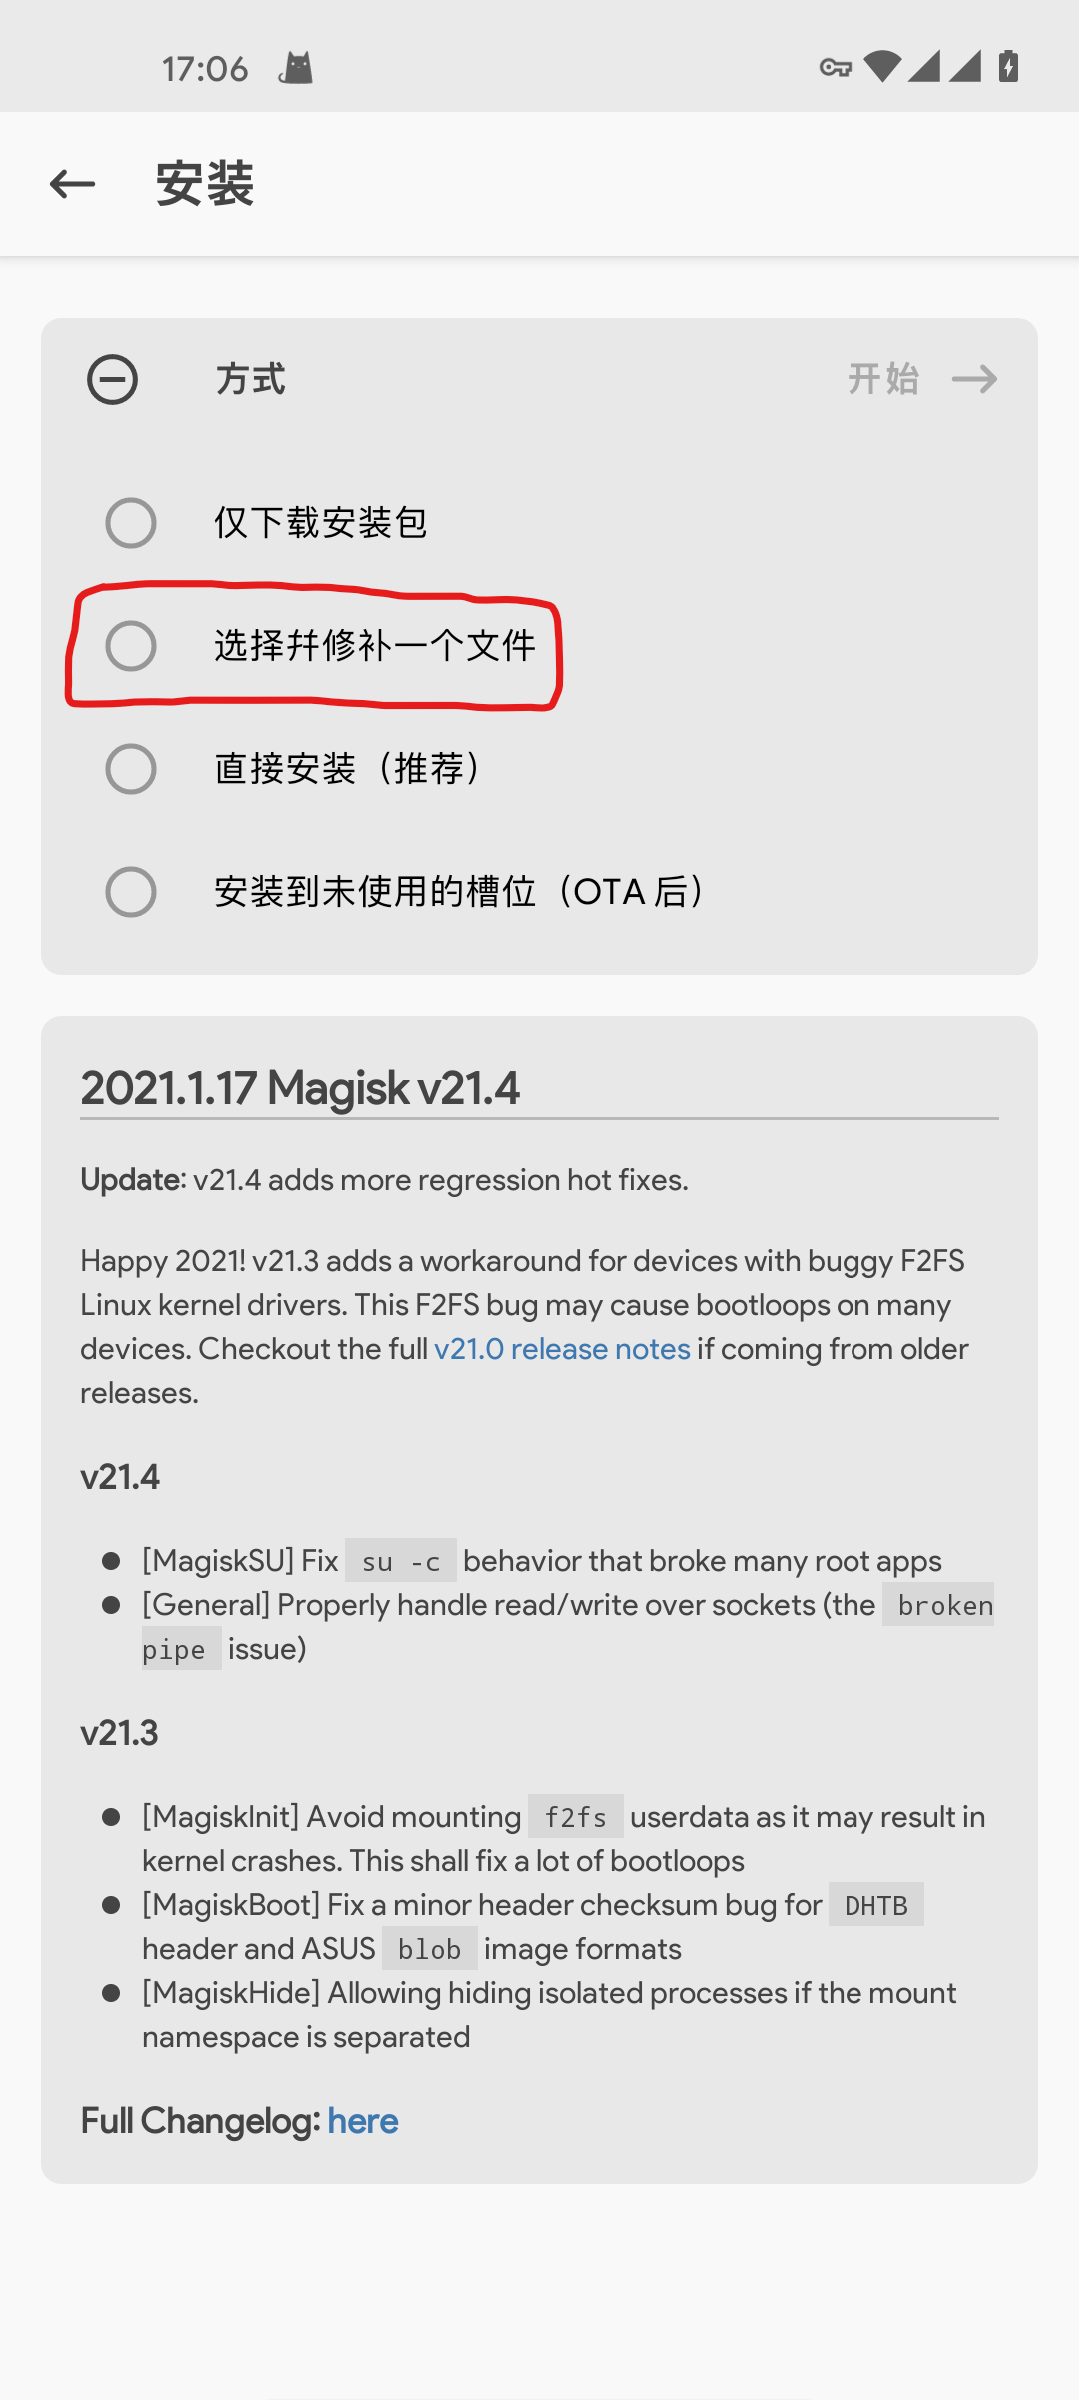 17:06
安装
方式
开始
仅下载安装包
选择并修补一个文件
直接安装（推荐）
安装到未使用的槽位（OTA 后）
2021.1.17 Magisk v21.4
Update: v21.4 adds more regression hot fixes.
Happy 2021! v21.3 adds a workaround for devices with buggy F2FS
Linux kernel drivers. This F2FS bug may cause bootloops on many
devices. Checkout the full v21.0 release notes if coming from older
releases.
v21.4
[MagiskSU] Fix su -c behavior that broke many root apps
[General] Properly handle read/write over sockets (the broken
pipe issue)
v21.3
[MagiskInit] Avoid mounting f2fs userdata as it may result in
kernel crashes. This shall fix a lot of bootloops
[MagiskBoot] Fix a minor header checksum bug for DHTB
header and ASUS blob image formats
[MagiskHide] Allowing hiding isolated processes if the mount
namespace is separated
Full Changelog: here